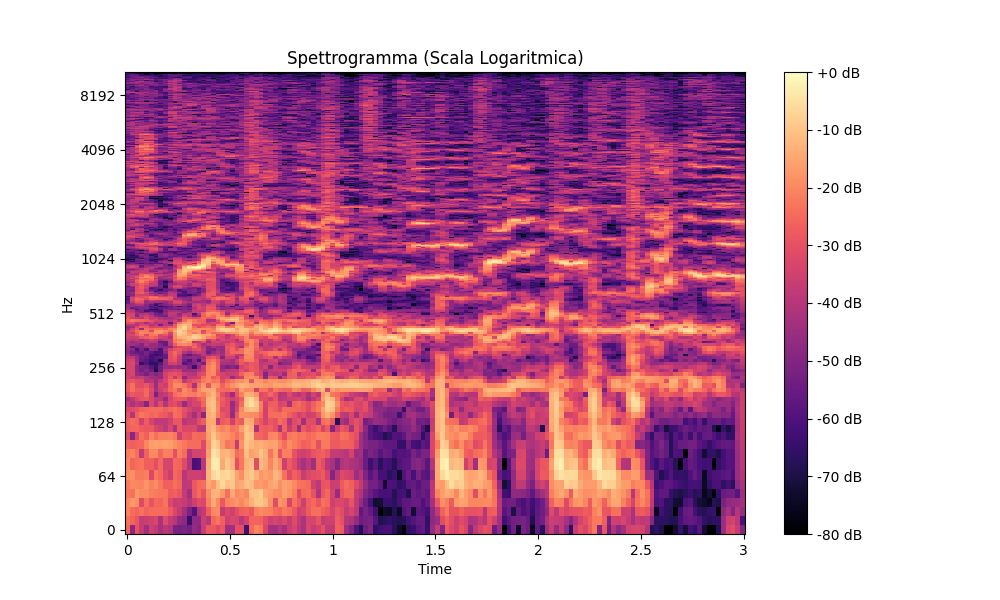 Spettrogramma (Scala Logaritmica)
8192
4096
2048
1024
512
256
128
64
0
Hz
0
0.5
1
1.5
2
2.5
3
Time
+0 dB
-10 dB
-20 dB
-30 dB
-40 dB
-50 dB
-60 dB
-70 dB
-80 dB